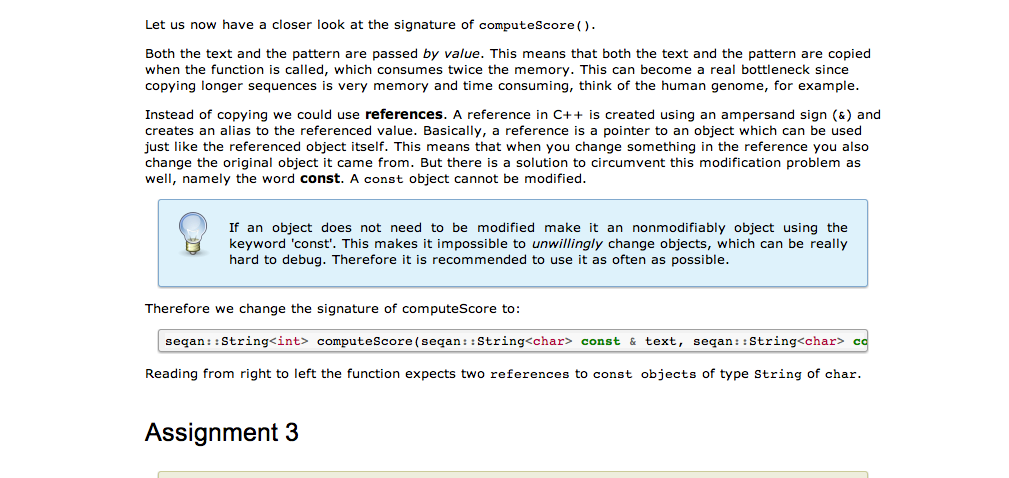 Let us now have a closer look at the signature of computeScore().
Both the text and the pattern are passed by value. This means that both the text and the pattern are copied
when the function is called, which consumes twice the memory. This can become a real bottleneck since
copying longer sequences is very memory and time consuming, think of the human genome, for example.
Instead of copying we could use references. A reference in C++ is created using an ampersand sign (&) and
creates an alias to the referenced value. Basically, a reference is a pointer to an object which can be used
just like the referenced object itself. This means that when you change something in the reference you also
change the original object it came from. But there is a solution to circumvent this modification problem as
well, namely the word const. A const object cannot be modified.
If an object does not need to be modified make it an nonmodifiably object using the
keyword 'const'. This makes it impossible to unwillingly change objects, which can be really
hard to debug. Therefore it is recommended to use it as often as possible.
Therefore we change the signature of computeScore to:
seqan::String<int> computeScore(seqan::String<char> const & text, seqan::String<char> co
Reading from right to left the function expects two references to const objects of type String of char.
Assignment 3